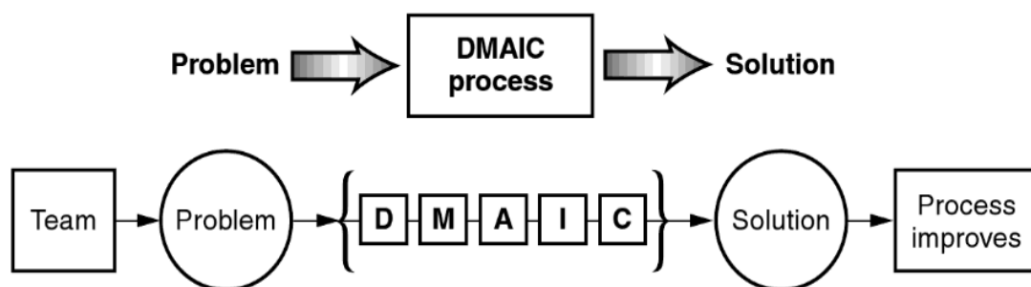 Problem
DMAIC
process
Solution
Team
Problem
D M A I C
Solution
Process
improves